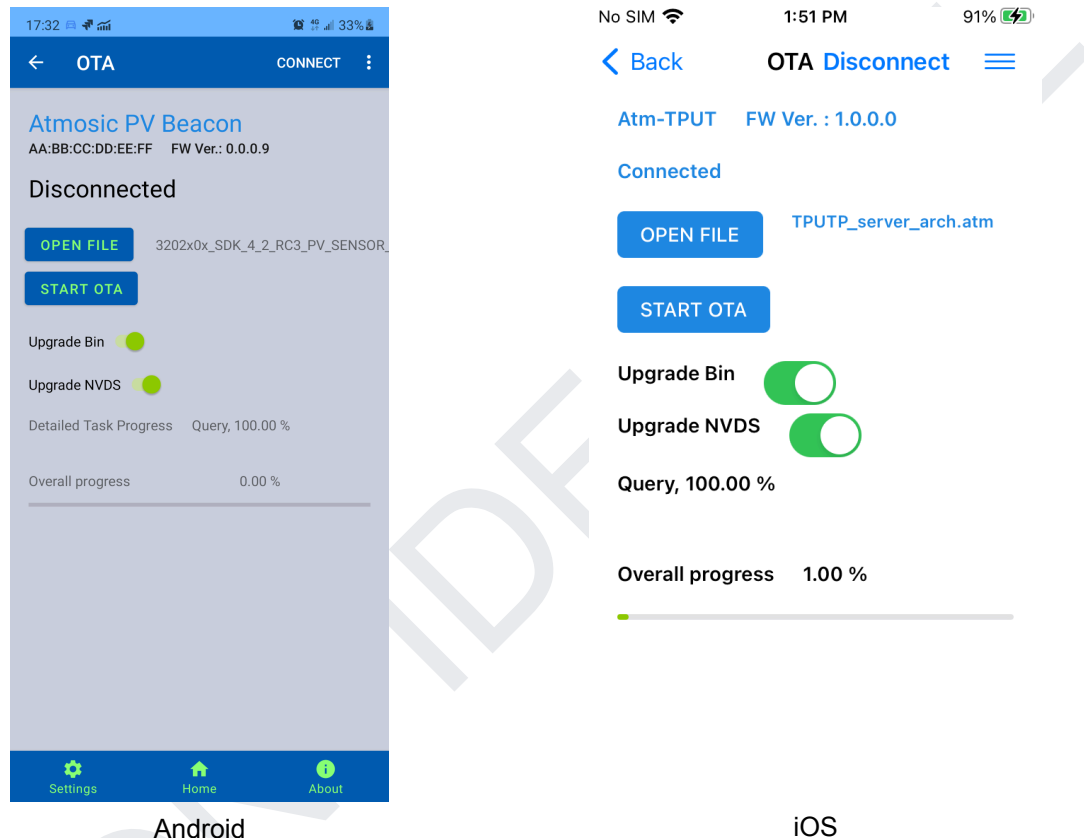 17:32 4G 33%
OTA CONNECT
Atmosic PV Beacon
AA:BB:CC:DD:EE:FF FW Ver.: 0.0.0.9
Disconnected
OPEN FILE 3202x0x_SDK_4_2_RC3_PV_SENSOR_
START OTA
Upgrade Bin
Upgrade NVDS
Detailed Task Progress Query, 100.00 %
Overall progress 0.00 %
Settings Home About
Android
No SIM 1:51 PM 91%
Back OTA Disconnect
Atm-TPUT FW Ver. : 1.0.0.0
Connected
OPEN FILE TPUTP_server_arch.atm
START OTA
Upgrade Bin
Upgrade NVDS
Query, 100.00 %
Overall progress 1.00 %
iOS